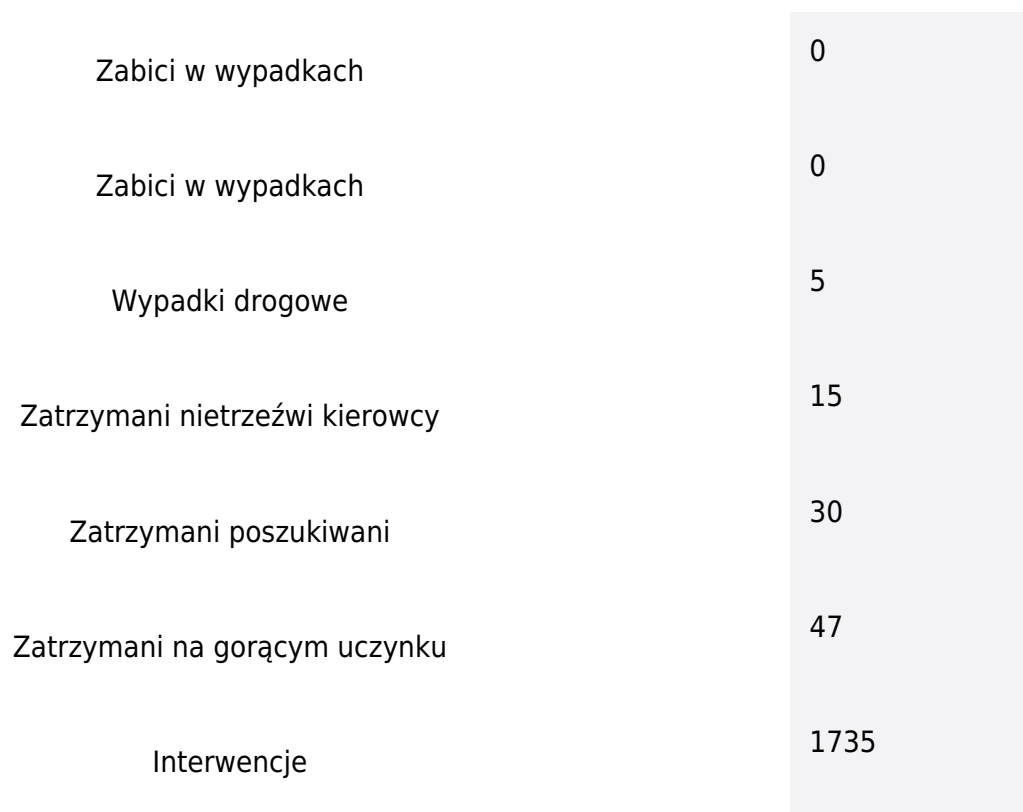 Zabici w wypadkach 0
Zabici w wypadkach 0
Wypadki drogowe 5
Zatrzymani nietrzeźwi kierowcy 15
Zatrzymani poszukiwani 30
Zatrzymani na gorącym uczynku 47
Interwencje 1735